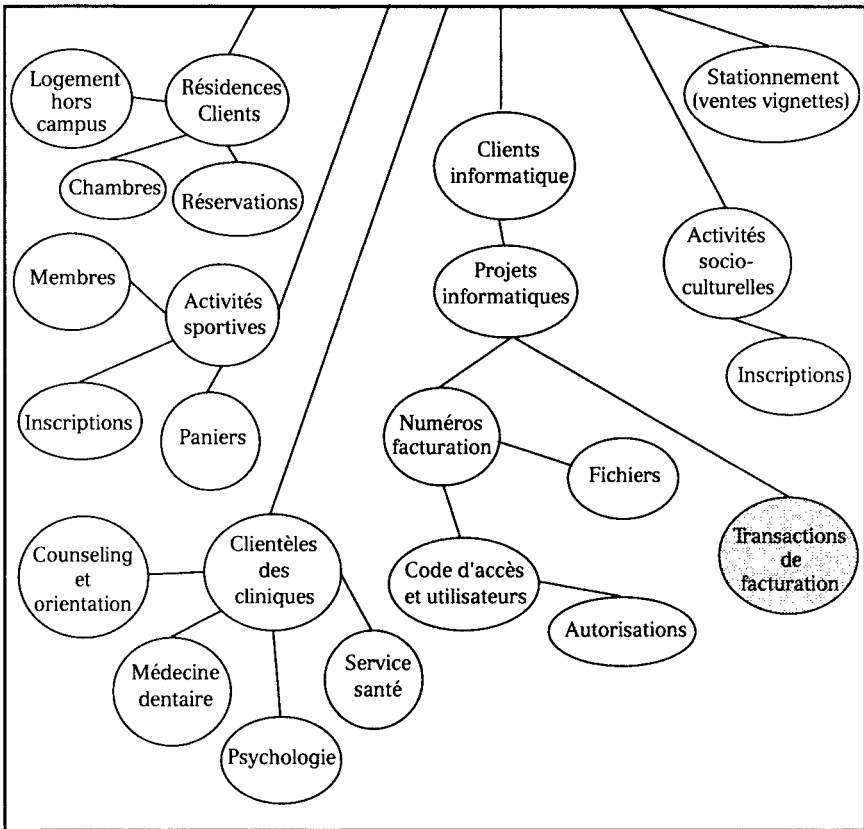 Logement
hors
campus
Résidences
Clients
Chambres
Réservations
Membres
Activités
sportives
Inscriptions
Paniers
Counseling
et
orientation
Clientèles
des
cliniques
Médecine
dentaire
Psychologie
Service
santé
Clients
informatique
Projets
informatiques
Numéros
facturation
Fichiers
Code d'accès
et utilisateurs
Autorisations
Stationnement
(ventes vignettes)
Activités
socio-
culturelles
Inscriptions
Transactions
de
facturation